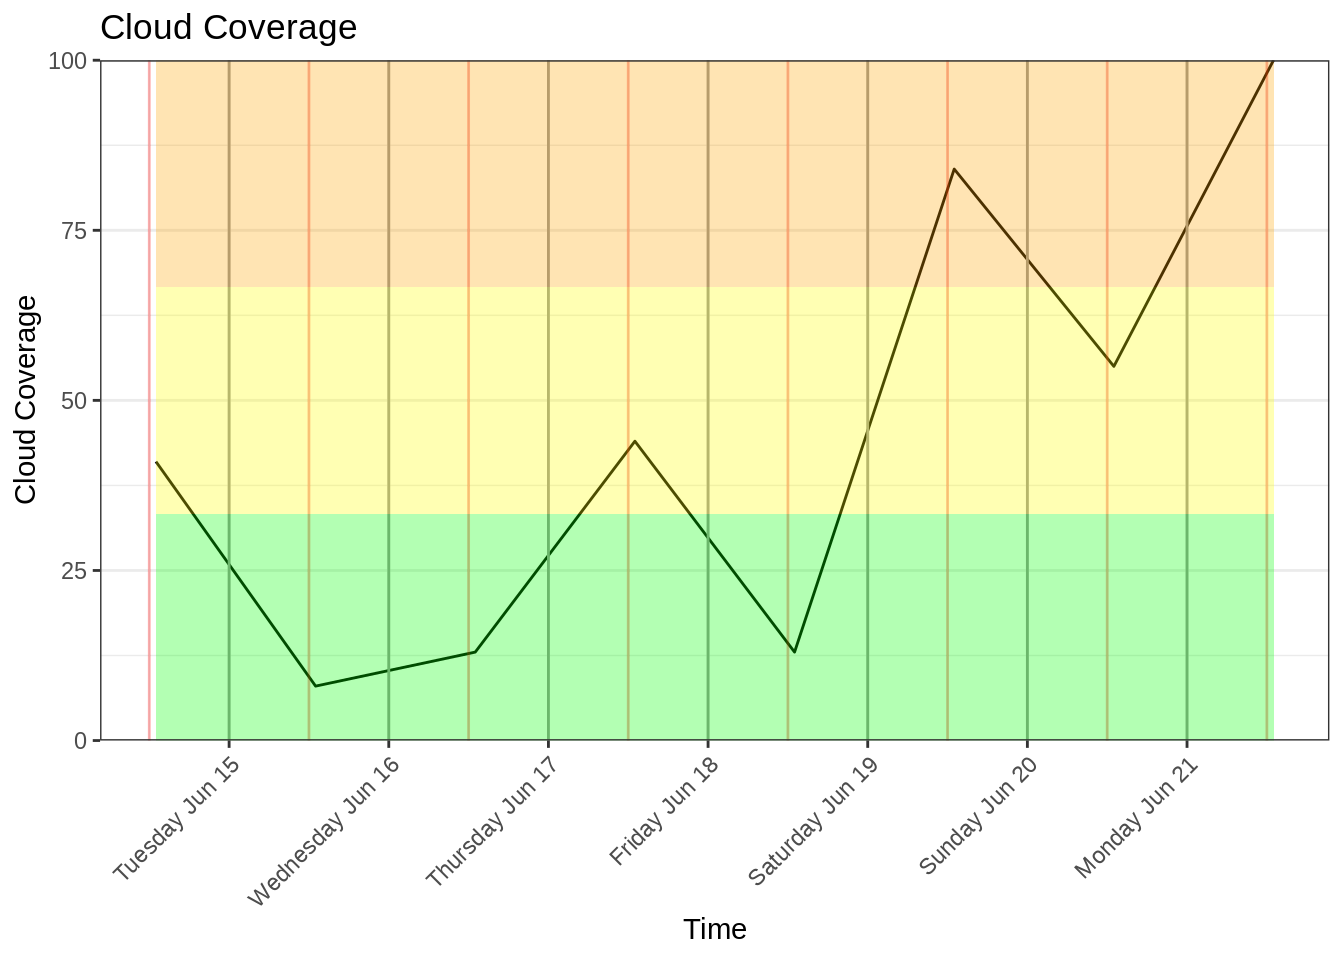 Cloud Coverage
100
75
50
25
0
Cloud Coverage
Tuesday Jun 15
Wednesday Jun 16
Thursday Jun 17
Friday Jun 18
Saturday Jun 19
Sunday Jun 20
Monday Jun 21
Time